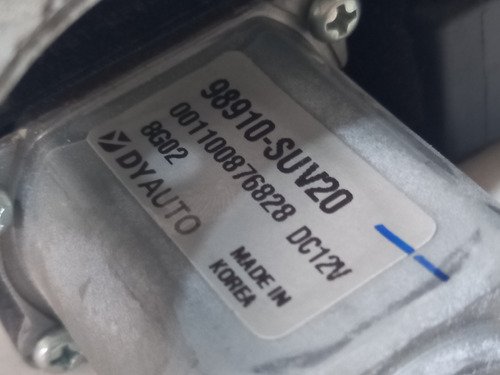 98910-SUV20
001100876828 DC12V
8G02
DYAUTO
MADE IN
KOREA